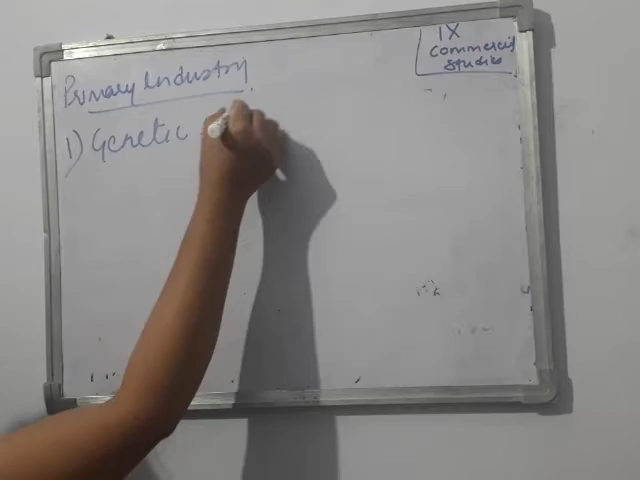 IX
Commercial
Studies
Primary Industry
1) Genetic